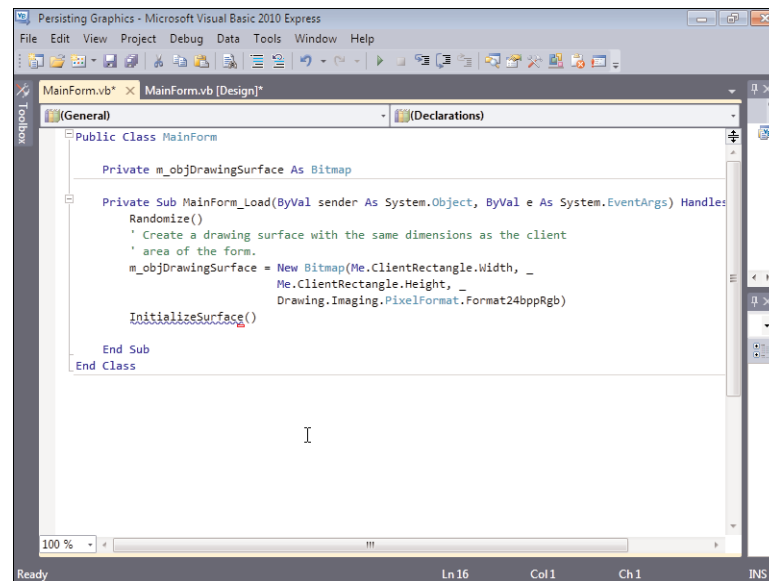 Persisting Graphics - Microsoft Visual Basic 2010 Express
File Edit View Project Debug Data Tools Window Help
MainForm.vb* MainForm.vb [Design]*
Toolbox
(General) (Declarations)
Public Class MainForm
Private m_objDrawingSurface As Bitmap
Private Sub MainForm_Load(ByVal sender As System.Object, ByVal e As System.EventArgs) Handles
Randomize()
' Create a drawing surface with the same dimensions as the client
' area of the form.
m_objDrawingSurface = New Bitmap(Me.ClientRectangle.Width, _
Me.ClientRectangle.Height, _
Drawing.Imaging.PixelFormat.Format24bppRgb)
InitializeSurface()
End Sub
End Class
100 %
Ready Ln 16 Col 1 Ch 1 INS